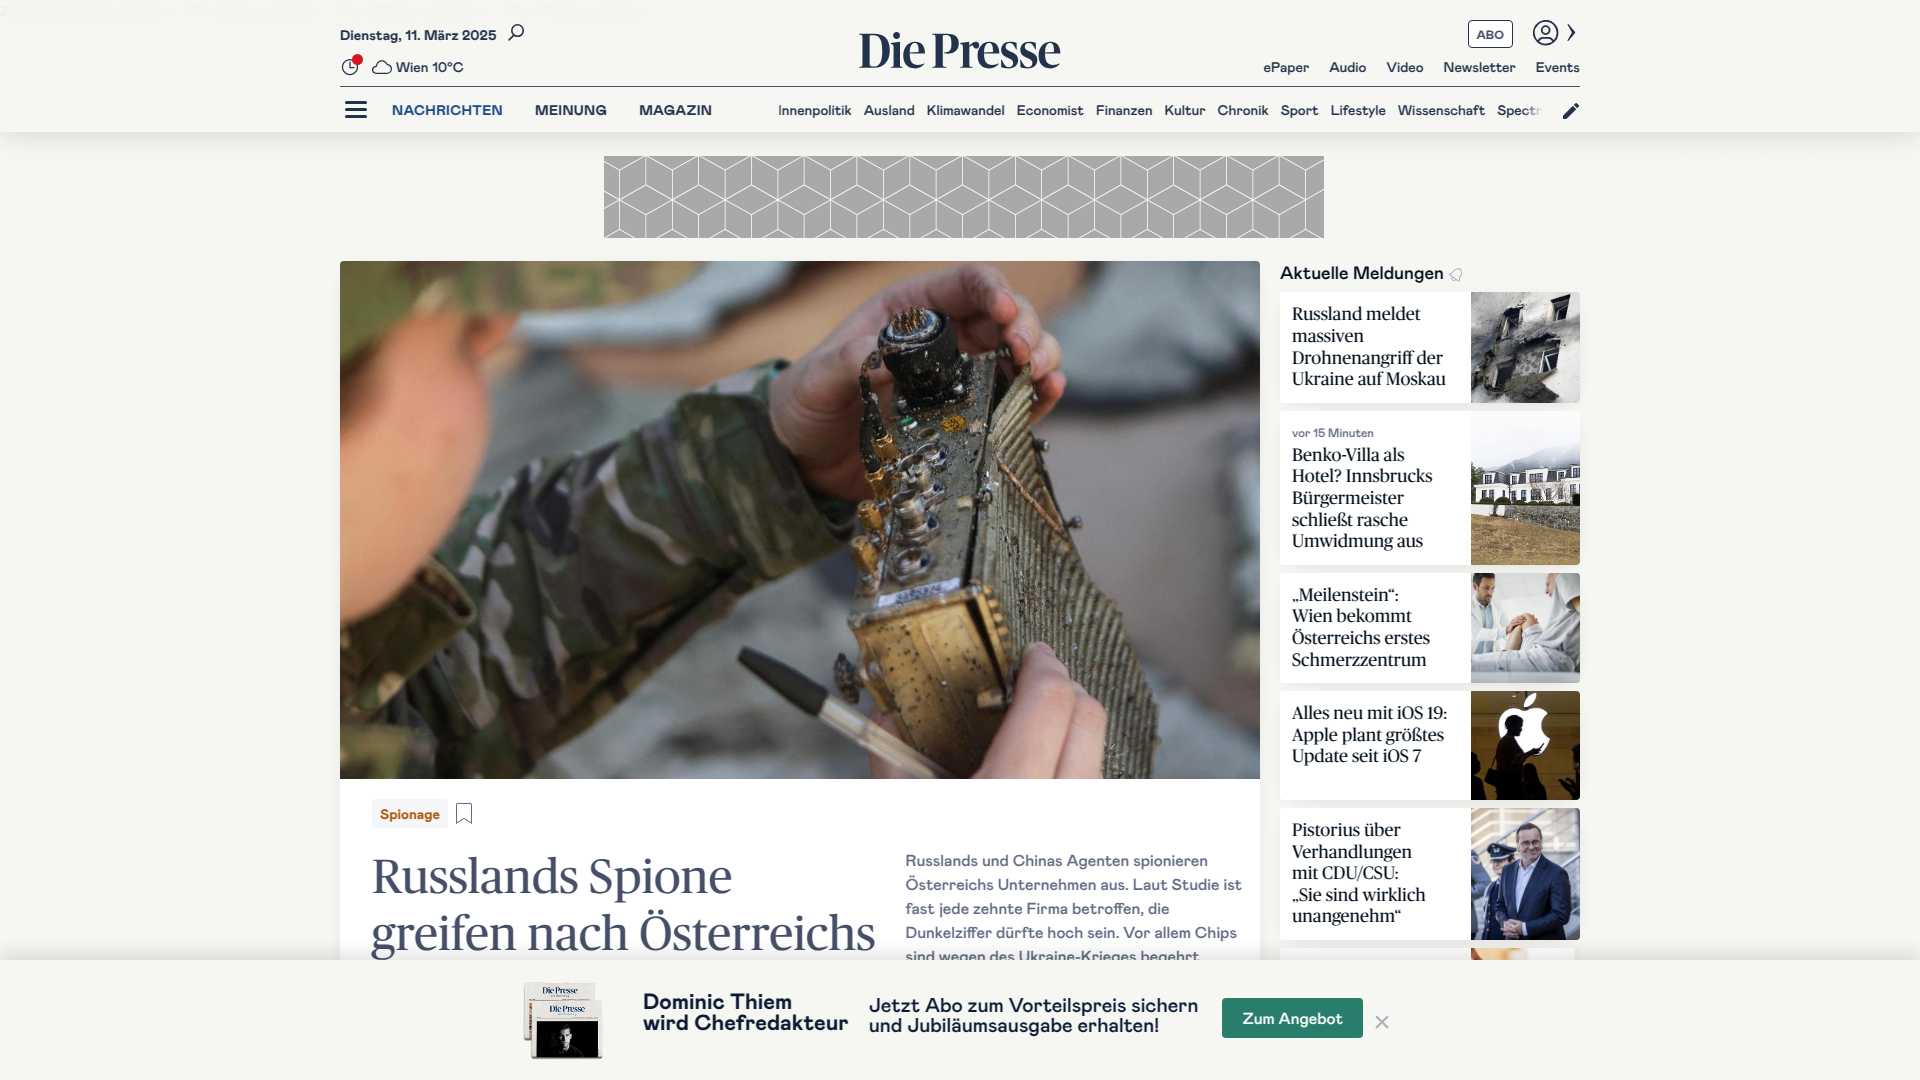 Dienstag, 11. März 2025
Die Presse
ABO
Wien 10°C
ePaper Audio Video Newsletter Events
NACHRICHTEN MEINUNG MAGAZIN
Innenpolitik Ausland Klimawandel Economist Finanzen Kultur Chronik Sport Lifestyle Wissenschaft Spectr
Aktuelle Meldungen
Russland meldet
massiven
Drohnenangriff der
Ukraine auf Moskau
vor 15 Minuten
Benko-Villa als
Hotel? Innsbrucks
Bürgermeister
schließt rasche
Umwidmung aus
„Meilenstein“:
Wien bekommt
Österreichs erstes
Schmerzzentrum
Alles neu mit iOS 19:
Apple plant größtes
Update seit iOS 7
Pistorius über
Verhandlungen
mit CDU/CSU:
„Sie sind wirklich
unangenehm“
Spionage
Russlands Spione
greifen nach Österreichs
Russlands und Chinas Agenten spionieren
Österreichs Unternehmen aus. Laut Studie ist
fast jede zehnte Firma betroffen, die
Dunkelziffer dürfte hoch sein. Vor allem Chips
sind wegen des Ukraine-Krieges begehrt.
Die Presse
Die Presse
Dominic Thiem
wird Chefredakteur
Jetzt Abo zum Vorteilspreis sichern
und Jubiläumsausgabe erhalten!
Zum Angebot